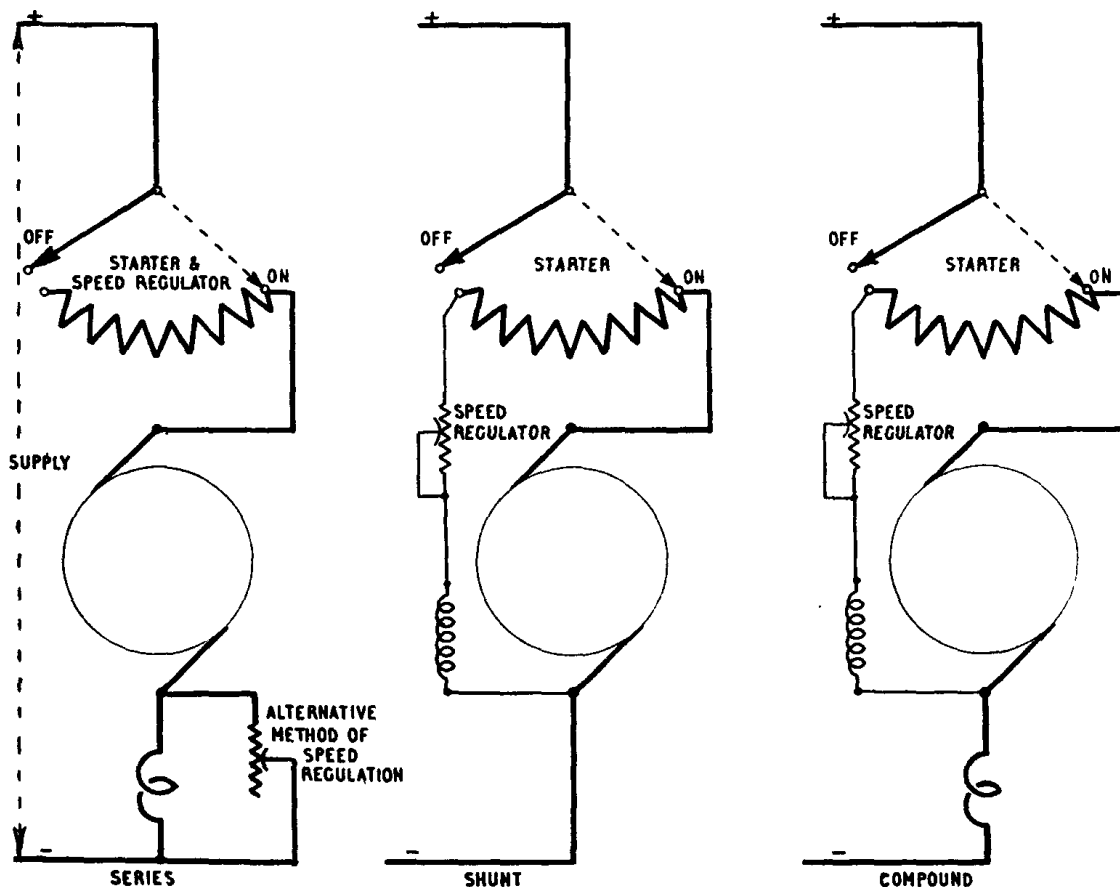 +
OFF
STARTER &
SPEED REGULATOR
ON
SUPPLY
ALTERNATIVE
METHOD OF
SPEED
REGULATION
-
SERIES
+
OFF
STARTER
ON
SPEED
REGULATOR
-
SHUNT
+
OFF
STARTER
ON
SPEED
REGULATOR
-
COMPOUND